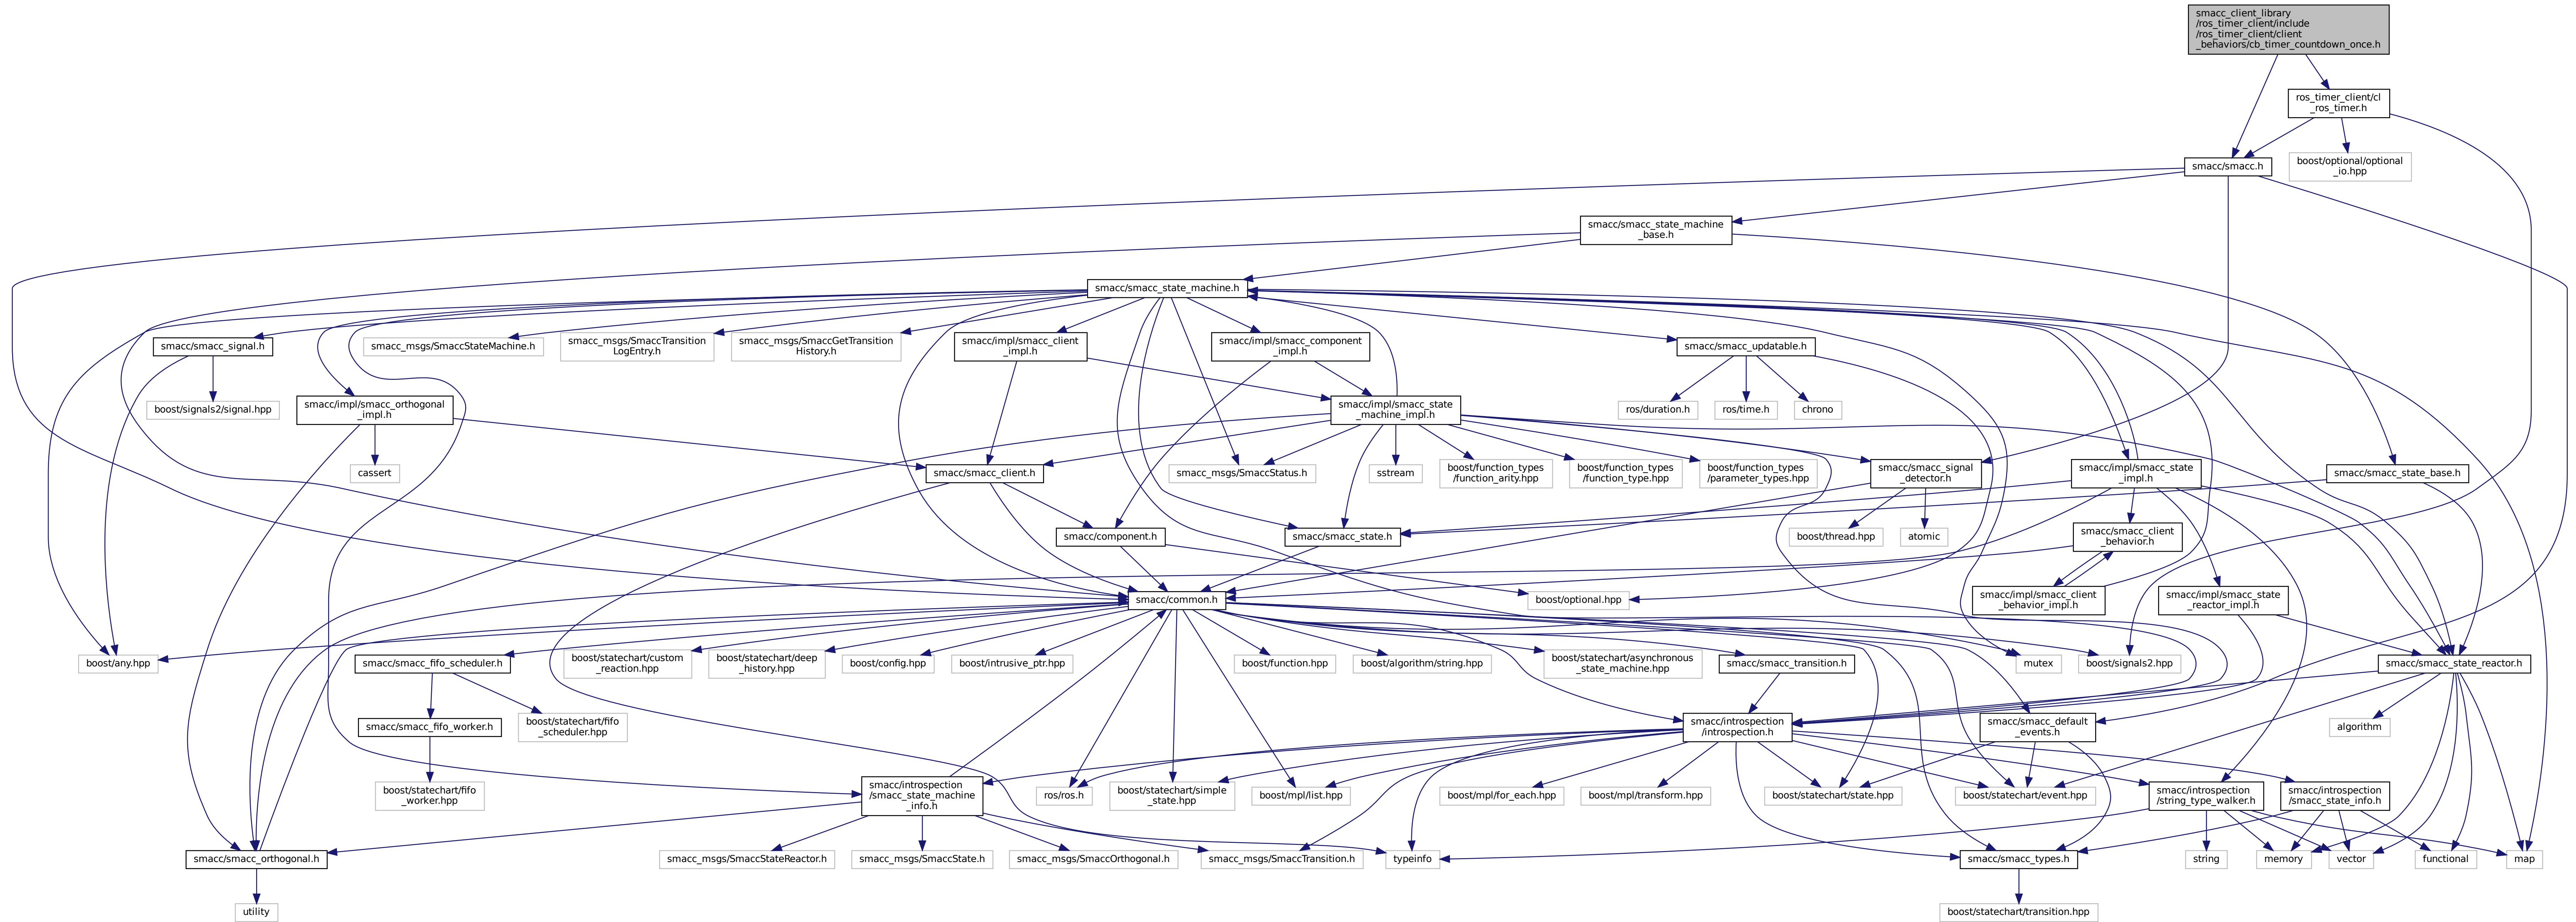 smacc_client_library
/ros_timer_client/include
/ros_timer_client/client
_behaviors/cb_timer_countdown_once.h
ros_timer_client/cl
_ros_timer.h
smacc/smacc.h
boost/optional/optional
_io.hpp
smacc/smacc_state_machine
_base.h
smacc/smacc_state_machine.h
smacc/smacc_signal.h
smacc_msgs/SmaccStateMachine.h
smacc_msgs/SmaccTransition
LogEntry.h
smacc_msgs/SmaccGetTransition
History.h
smacc/impl/smacc_client
_impl.h
smacc/impl/smacc_component
_impl.h
smacc/smacc_updatable.h
boost/signals2/signal.hpp
smacc/impl/smacc_orthogonal
_impl.h
smacc/impl/smacc_state
_machine_impl.h
ros/duration.h
ros/time.h
chrono
cassert
smacc/smacc_client.h
smacc_msgs/SmaccStatus.h
sstream
boost/function_types
/function_arity.hpp
boost/function_types
/function_type.hpp
boost/function_types
/parameter_types.hpp
smacc/smacc_signal
_detector.h
smacc/impl/smacc_state
_impl.h
smacc/smacc_state_base.h
smacc/component.h
smacc/smacc_state.h
boost/thread.hpp
atomic
smacc/smacc_client
_behavior.h
smacc/common.h
boost/optional.hpp
smacc/impl/smacc_client
_behavior_impl.h
smacc/impl/smacc_state
_reactor_impl.h
boost/any.hpp
smacc/smacc_fifo_scheduler.h
boost/statechart/custom
_reaction.hpp
boost/statechart/deep
_history.hpp
boost/config.hpp
boost/intrusive_ptr.hpp
boost/function.hpp
boost/algorithm/string.hpp
boost/statechart/asynchronous
_state_machine.hpp
smacc/smacc_transition.h
mutex
boost/signals2.hpp
smacc/smacc_state_reactor.h
smacc/smacc_fifo_worker.h
boost/statechart/fifo
_scheduler.hpp
smacc/introspection
/introspection.h
smacc/smacc_default
_events.h
algorithm
boost/statechart/fifo
_worker.hpp
smacc/introspection
/smacc_state_machine
_info.h
ros/ros.h
boost/statechart/simple
_state.hpp
boost/mpl/list.hpp
boost/mpl/for_each.hpp
boost/mpl/transform.hpp
boost/statechart/state.hpp
boost/statechart/event.hpp
smacc/introspection
/string_type_walker.h
smacc/introspection
/smacc_state_info.h
smacc/smacc_orthogonal.h
smacc_msgs/SmaccStateReactor.h
smacc_msgs/SmaccState.h
smacc_msgs/SmaccOrthogonal.h
smacc_msgs/SmaccTransition.h
typeinfo
smacc/smacc_types.h
string
memory
vector
functional
map
utility
boost/statechart/transition.hpp